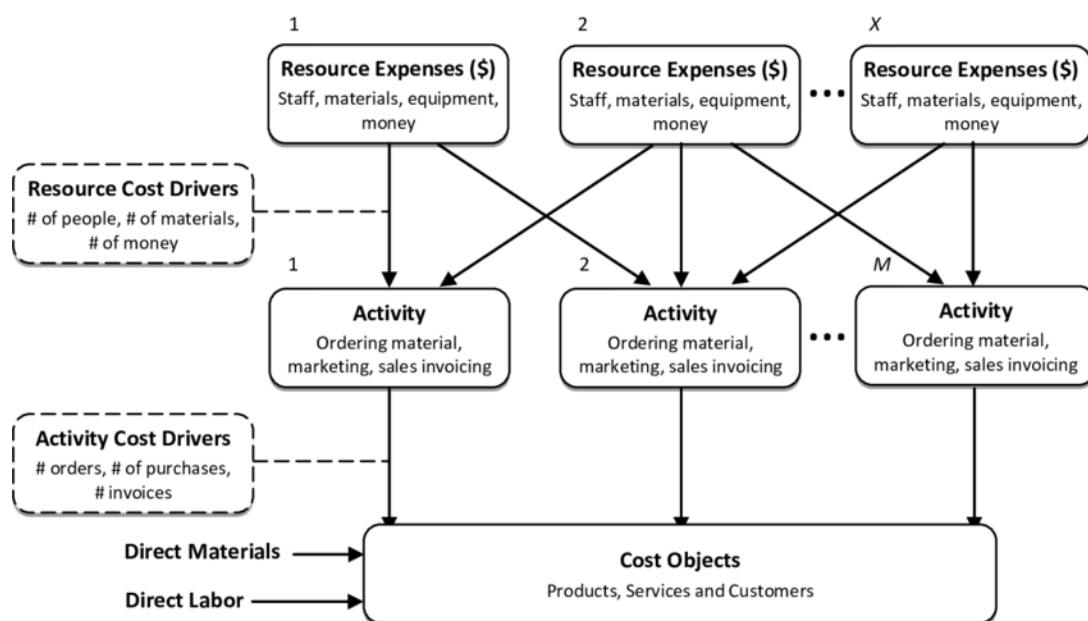 1
2
X
Resource Expenses ($)
Staff, materials, equipment,
money
Resource Expenses ($)
Staff, materials, equipment,
money
•••
Resource Expenses ($)
Staff, materials, equipment,
money
Resource Cost Drivers
# of people, # of materials,
# of money
1
2
M
Activity
Ordering material,
marketing, sales invoicing
Activity
Ordering material,
marketing, sales invoicing
•••
Activity
Ordering material,
marketing, sales invoicing
Activity Cost Drivers
# orders, # of purchases,
# invoices
Direct Materials
Direct Labor
Cost Objects
Products, Services and Customers